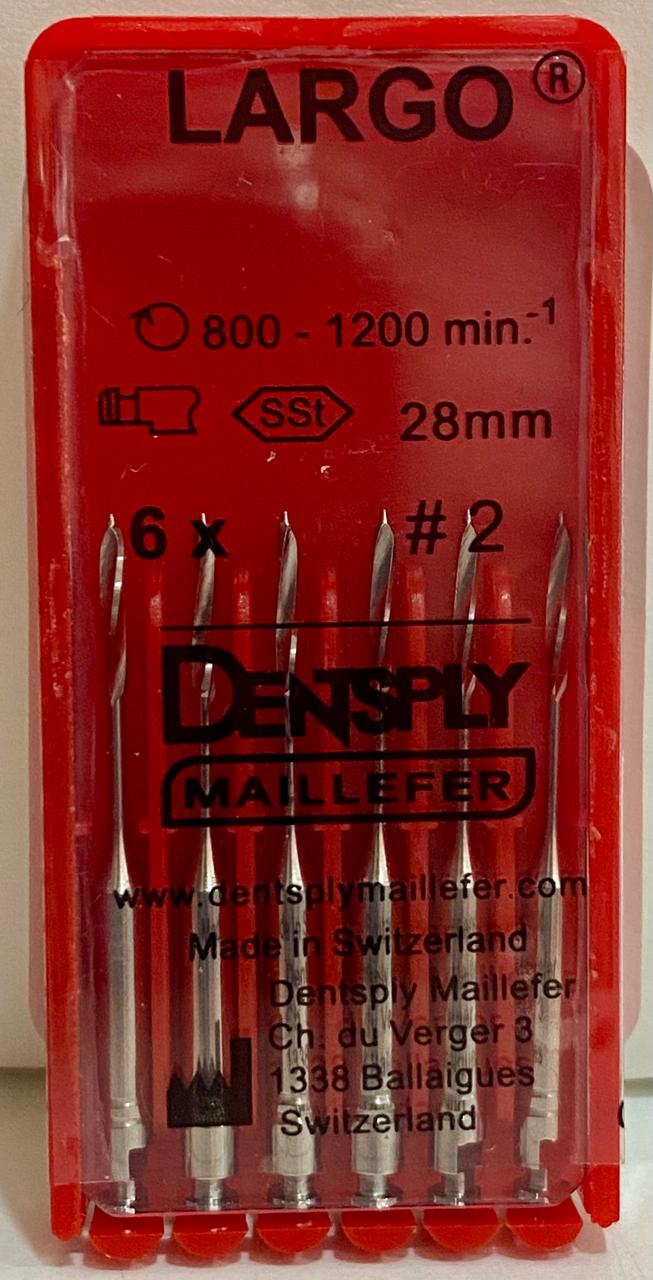 LARGO®
800 - 1200 min.-1
SSt 28mm
6 x #2
DENTSPLY
MAILLEFER
www.dentsplymaillefer.com
Made in Switzerland
Dentsply Maillefer
Ch. du Verger 3
1338 Ballaigues
Switzerland